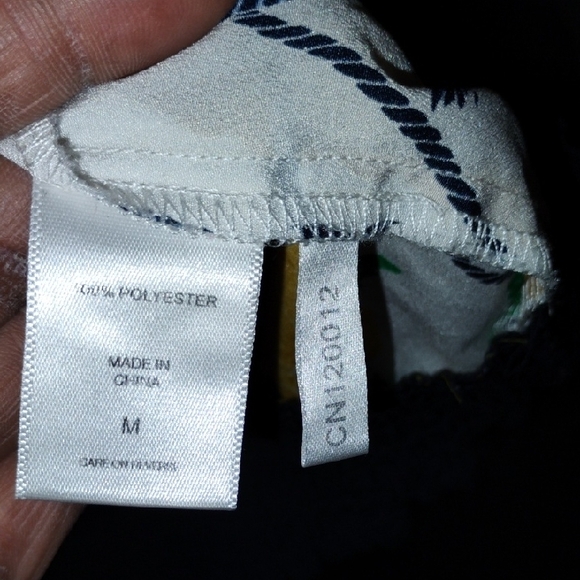 100% POLYESTER
MADE IN
CHINA
M
CARE ON REVERSE
CN120012